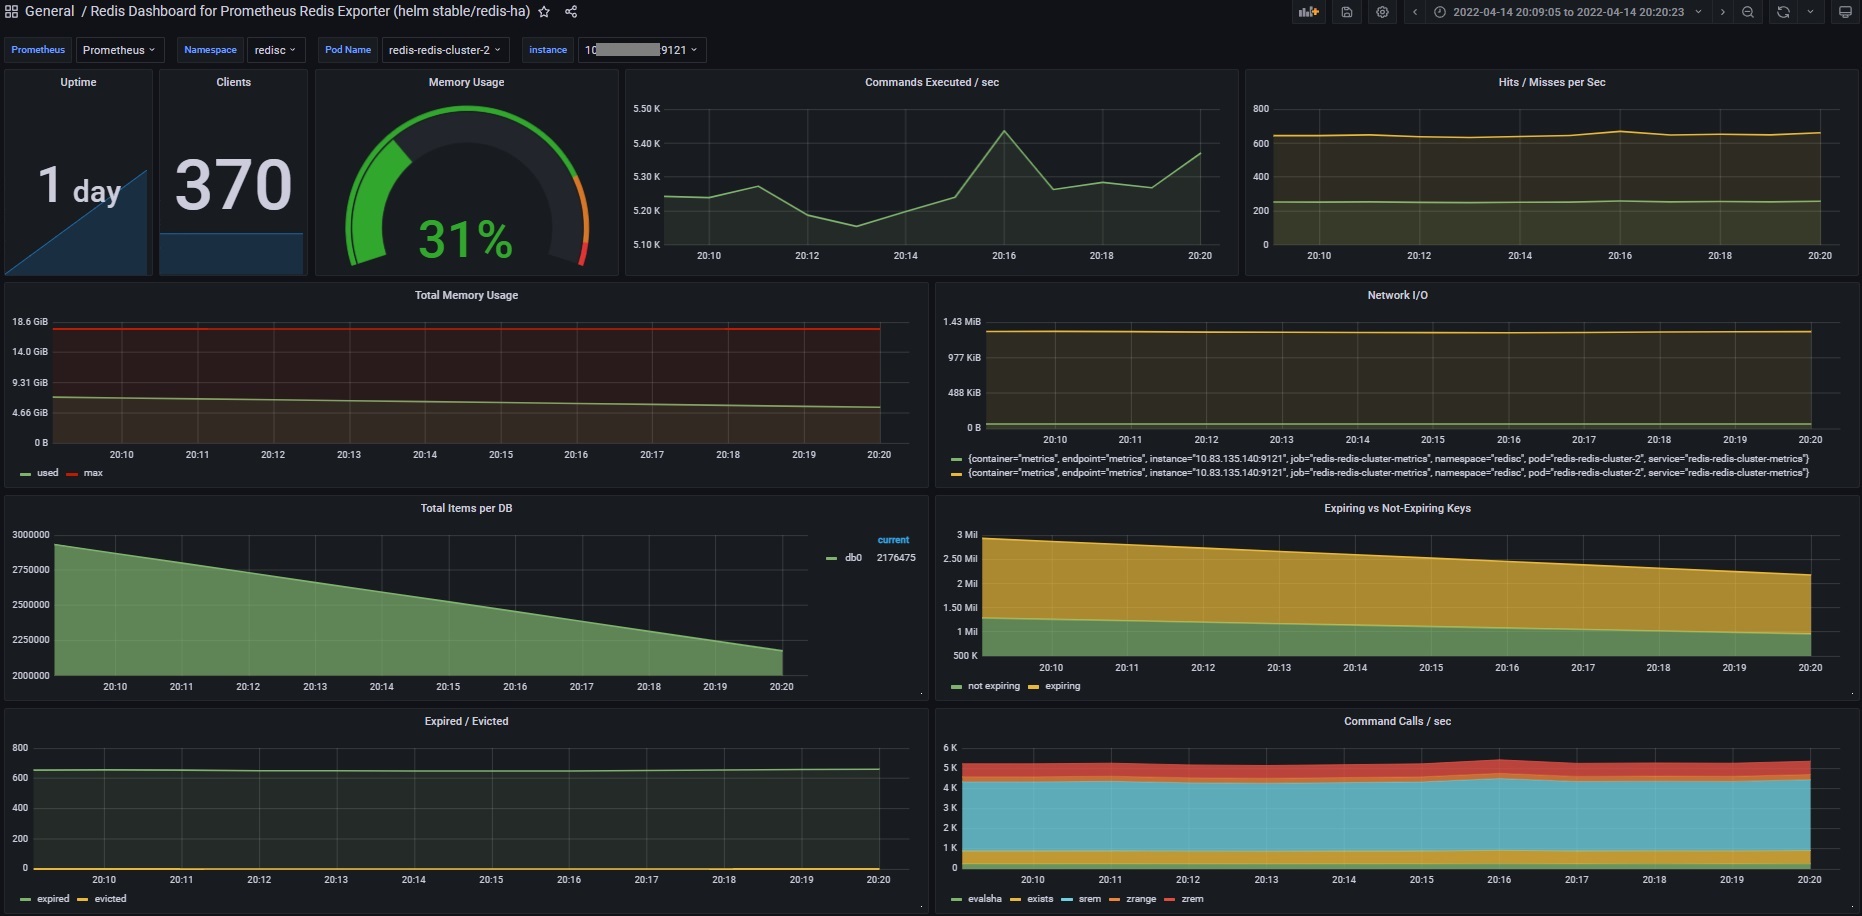 General / Redis Dashboard for Prometheus Redis Exporter (helm stable/redis-ha)
2022-04-14 20:09:05 to 2022-04-14 20:20:23
Prometheus Prometheus Namespace redisc Pod Name redis-redis-cluster-2 instance 10 9121
Uptime
1 day
Clients
370
Memory Usage
31%
Commands Executed / sec
5.50 K
5.40 K
5.30 K
5.20 K
5.10 K
20:10 20:12 20:14 20:16 20:18 20:20
Hits / Misses per Sec
800
600
400
200
0
20:10 20:12 20:14 20:16 20:18 20:20
Total Memory Usage
18.6 GiB
14.0 GiB
9.31 GiB
4.66 GiB
0 B
20:10 20:11 20:12 20:13 20:14 20:15 20:16 20:17 20:18 20:19 20:20
used max
Network I/O
1.43 MiB
977 KiB
488 KiB
0 B
20:10 20:11 20:12 20:13 20:14 20:15 20:16 20:17 20:18 20:19 20:20
{container="metrics", endpoint="metrics", instance="10.83.135.140:9121", job="redis-redis-cluster-metrics", namespace="redisc", pod="redis-redis-cluster-2", service="redis-redis-cluster-metrics"}
{container="metrics", endpoint="metrics", instance="10.83.135.140:9121", job="redis-redis-cluster-metrics", namespace="redisc", pod="redis-redis-cluster-2", service="redis-redis-cluster-metrics"}
Total Items per DB
3000000
2750000
2500000
2250000
2000000
20:10 20:11 20:12 20:13 20:14 20:15 20:16 20:17 20:18 20:19 20:20
current
db0 2176475
Expiring vs Not-Expiring Keys
3 Mil
2.50 Mil
2 Mil
1.50 Mil
1 Mil
500 K
20:10 20:11 20:12 20:13 20:14 20:15 20:16 20:17 20:18 20:19 20:20
not expiring expiring
Expired / Evicted
800
600
400
200
0
20:10 20:11 20:12 20:13 20:14 20:15 20:16 20:17 20:18 20:19 20:20
expired evicted
Command Calls / sec
6 K
5 K
4 K
3 K
2 K
1 K
0
20:10 20:11 20:12 20:13 20:14 20:15 20:16 20:17 20:18 20:19 20:20
evalsha exists srem zrange zrem